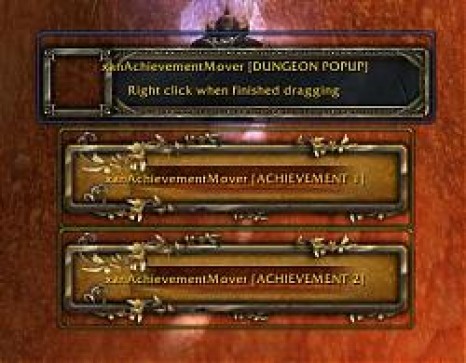 xanAchievementMover [DUNGEON POPUP]
Right click when finished dragging
xanAchievementMover [ACHIEVEMENT 1]
xanAchievementMover [ACHIEVEMENT 2]